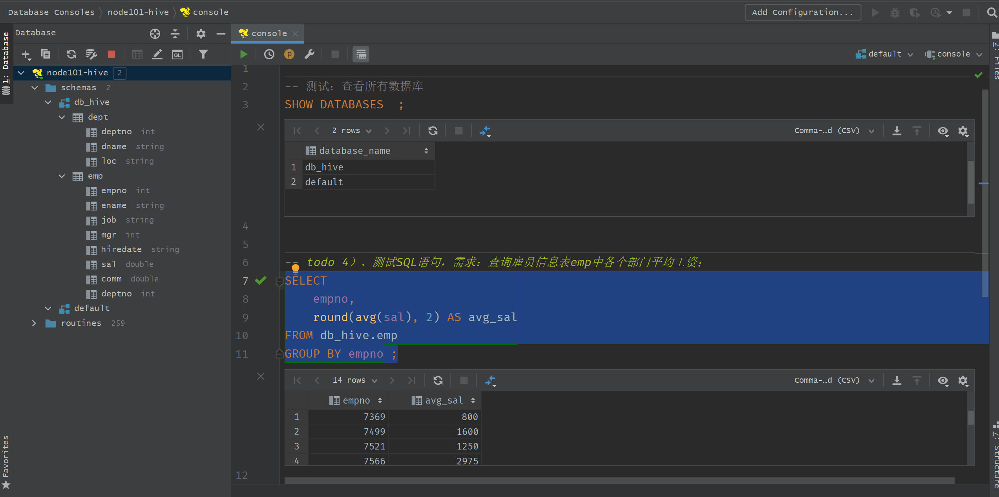 Database Consoles node101-hive console
Add Configuration...
1: Database
Database
node101-hive 2
schemas 2
db_hive
dept
deptno int
dname string
loc string
emp
empno int
ename string
job string
mgr int
hiredate string
sal double
comm double
deptno int
default
routines 259
Favorites
console
p
QL
default console
1
2 -- 测试：查看所有数据库
3 SHOW DATABASES ;
2 rows Comma-…d (CSV)
database_name
1 db_hive
2 default
4
5
6 -- todo 4）、测试SQL语句，需求：查询雇员信息表emp中各个部门平均工资；
7 SELECT
8 empno,
9 round(avg(sal), 2) AS avg_sal
10 FROM db_hive.emp
11 GROUP BY empno ;
14 rows Comma-…d (CSV)
empno avg_sal
1 7369 800
2 7499 1600
3 7521 1250
4 7566 2975
12
2: Files
7: Structure